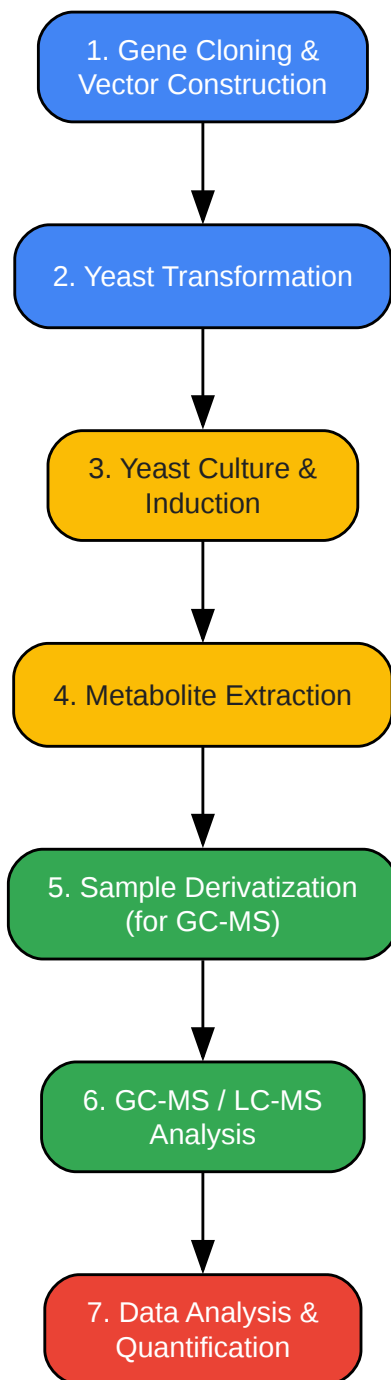 1. Gene Cloning &
Vector Construction
2. Yeast Transformation
3. Yeast Culture &
Induction
4. Metabolite Extraction
5. Sample Derivatization
(for GC-MS)
6. GC-MS / LC-MS
Analysis
7. Data Analysis &
Quantification